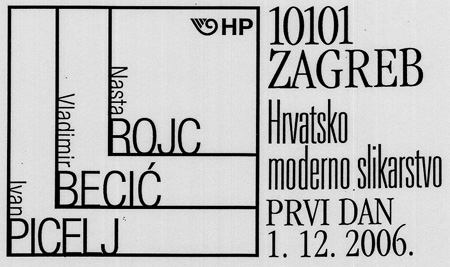 HP
Nasta
ROJC
Vladimir
BECIĆ
Ivan
PICELJ
10101
ZAGREB
Hrvatsko
moderno slikarstvo
PRVI DAN
1. 12. 2006.